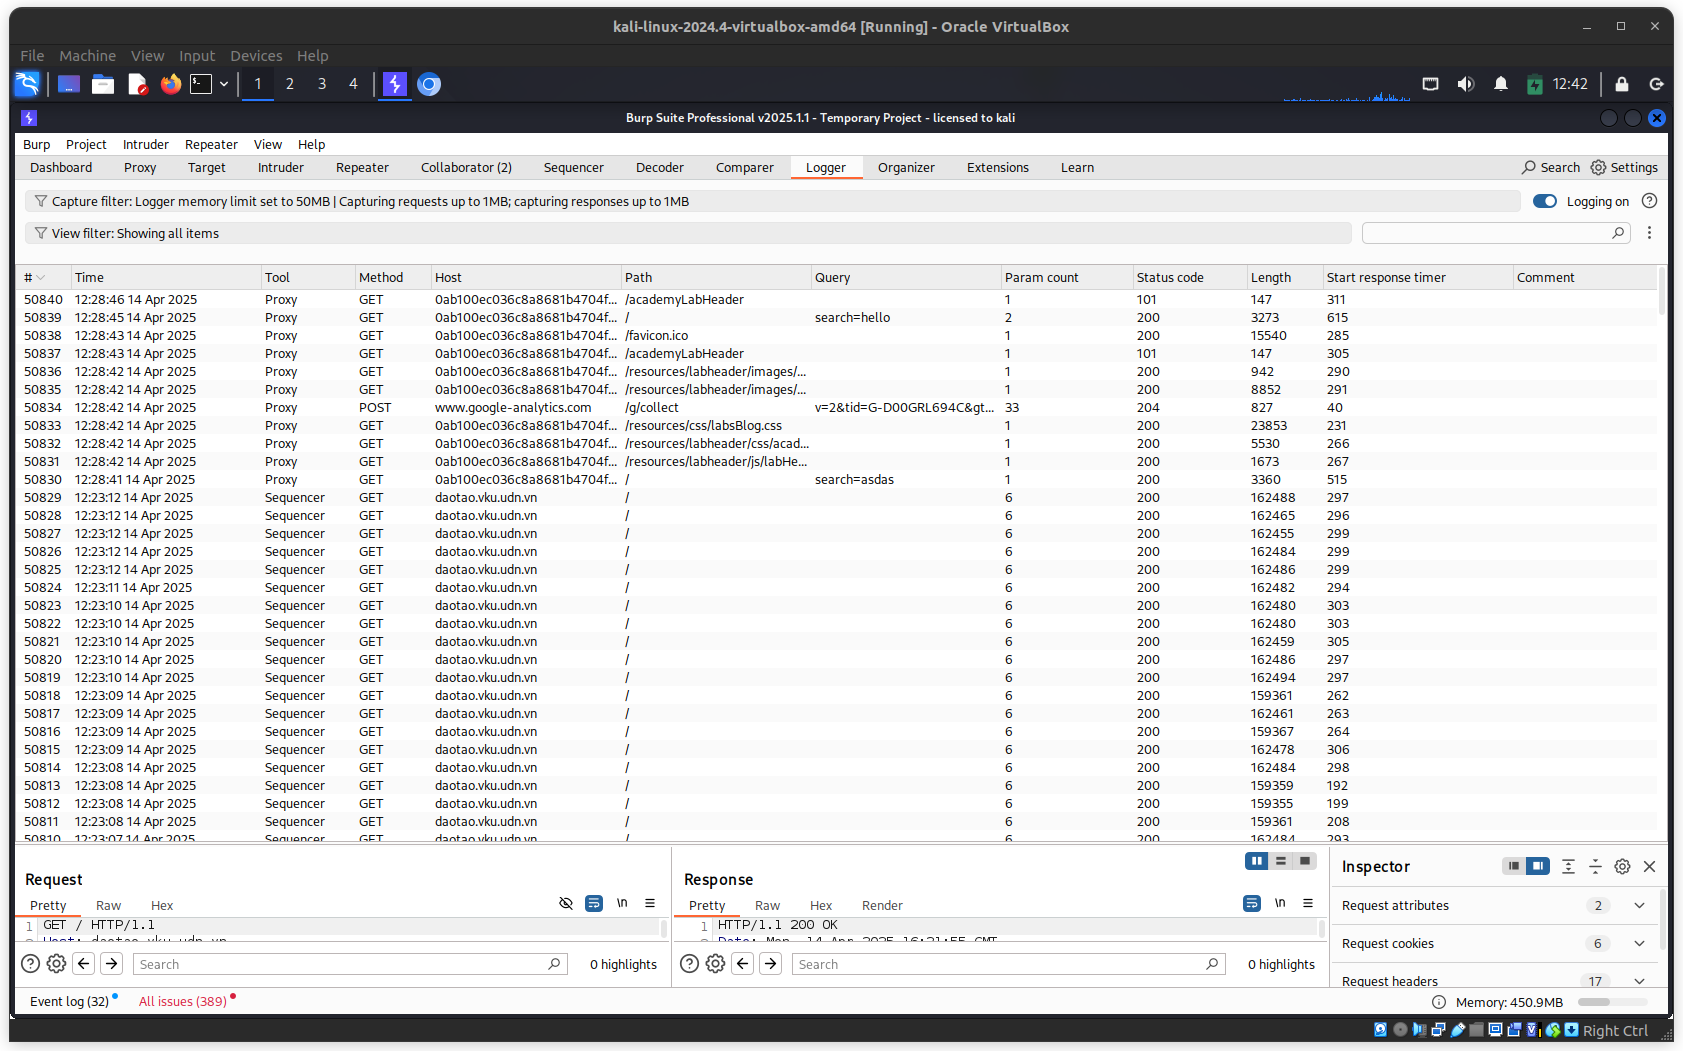 kali-linux-2024.4-virtualbox-amd64 [Running] - Oracle VirtualBox
File Machine View Input Devices Help
1 2 3 4 12:42
Burp Suite Professional v2025.1.1 - Temporary Project - licensed to kali
Burp Project Intruder Repeater View Help
Dashboard Proxy Target Intruder Repeater Collaborator (2) Sequencer Decoder Comparer Logger Organizer Extensions Learn Search Settings
Capture filter: Logger memory limit set to 50MB | Capturing requests up to 1MB; capturing responses up to 1MB Logging on
View filter: Showing all items
# Time Tool Method Host Path Query Param count Status code Length Start response timer Comment
50840 12:28:46 14 Apr 2025 Proxy GET 0ab100ec036c8a8681b4704f... /academyLabHeader 1 101 147 311
50839 12:28:45 14 Apr 2025 Proxy GET 0ab100ec036c8a8681b4704f... / search=hello 2 200 3273 615
50838 12:28:43 14 Apr 2025 Proxy GET 0ab100ec036c8a8681b4704f... /favicon.ico 1 200 15540 285
50837 12:28:43 14 Apr 2025 Proxy GET 0ab100ec036c8a8681b4704f... /academyLabHeader 1 101 147 305
50836 12:28:42 14 Apr 2025 Proxy GET 0ab100ec036c8a8681b4704f... /resources/labheader/images/... 1 200 942 290
50835 12:28:42 14 Apr 2025 Proxy GET 0ab100ec036c8a8681b4704f... /resources/labheader/images/... 1 200 8852 291
50834 12:28:42 14 Apr 2025 Proxy POST www.google-analytics.com /g/collect v=2&tid=G-D00GRL694C&gt... 33 204 827 40
50833 12:28:42 14 Apr 2025 Proxy GET 0ab100ec036c8a8681b4704f... /resources/css/labsBlog.css 1 200 23853 231
50832 12:28:42 14 Apr 2025 Proxy GET 0ab100ec036c8a8681b4704f... /resources/labheader/css/acad... 1 200 5530 266
50831 12:28:42 14 Apr 2025 Proxy GET 0ab100ec036c8a8681b4704f... /resources/labheader/js/labHe... 1 200 1673 267
50830 12:28:41 14 Apr 2025 Proxy GET 0ab100ec036c8a8681b4704f... / search=asdas 1 200 3360 515
50829 12:23:12 14 Apr 2025 Sequencer GET daotao.vku.udn.vn / 6 200 162488 297
50828 12:23:12 14 Apr 2025 Sequencer GET daotao.vku.udn.vn / 6 200 162465 296
50827 12:23:12 14 Apr 2025 Sequencer GET daotao.vku.udn.vn / 6 200 162455 299
50826 12:23:12 14 Apr 2025 Sequencer GET daotao.vku.udn.vn / 6 200 162484 299
50825 12:23:12 14 Apr 2025 Sequencer GET daotao.vku.udn.vn / 6 200 162486 299
50824 12:23:11 14 Apr 2025 Sequencer GET daotao.vku.udn.vn / 6 200 162482 294
50823 12:23:10 14 Apr 2025 Sequencer GET daotao.vku.udn.vn / 6 200 162480 303
50822 12:23:10 14 Apr 2025 Sequencer GET daotao.vku.udn.vn / 6 200 162480 303
50821 12:23:10 14 Apr 2025 Sequencer GET daotao.vku.udn.vn / 6 200 162459 305
50820 12:23:10 14 Apr 2025 Sequencer GET daotao.vku.udn.vn / 6 200 162486 297
50819 12:23:10 14 Apr 2025 Sequencer GET daotao.vku.udn.vn / 6 200 162494 297
50818 12:23:09 14 Apr 2025 Sequencer GET daotao.vku.udn.vn / 6 200 159361 262
50817 12:23:09 14 Apr 2025 Sequencer GET daotao.vku.udn.vn / 6 200 162461 263
50816 12:23:09 14 Apr 2025 Sequencer GET daotao.vku.udn.vn / 6 200 159367 264
50815 12:23:09 14 Apr 2025 Sequencer GET daotao.vku.udn.vn / 6 200 162478 306
50814 12:23:08 14 Apr 2025 Sequencer GET daotao.vku.udn.vn / 6 200 162484 298
50813 12:23:08 14 Apr 2025 Sequencer GET daotao.vku.udn.vn / 6 200 159359 192
50812 12:23:08 14 Apr 2025 Sequencer GET daotao.vku.udn.vn / 6 200 159355 199
50811 12:23:08 14 Apr 2025 Sequencer GET daotao.vku.udn.vn / 6 200 159361 208
50810 12:23:07 14 Apr 2025 Sequencer GET daotao.vku.udn.vn / 6 200 162484 293
Request Response Inspector
Pretty Raw Hex \n Pretty Raw Hex Render \n Request attributes 2
1 GET / HTTP/1.1 1 HTTP/1.1 200 OK
Host: daotao.vku.udn.vn Date: Mon, 14 Apr 2025 16:21:55 GMT
Request cookies 6
Search 0 highlights Search 0 highlights
Request headers 17
Event log (32) All issues (389) Memory: 450.9MB
Right Ctrl